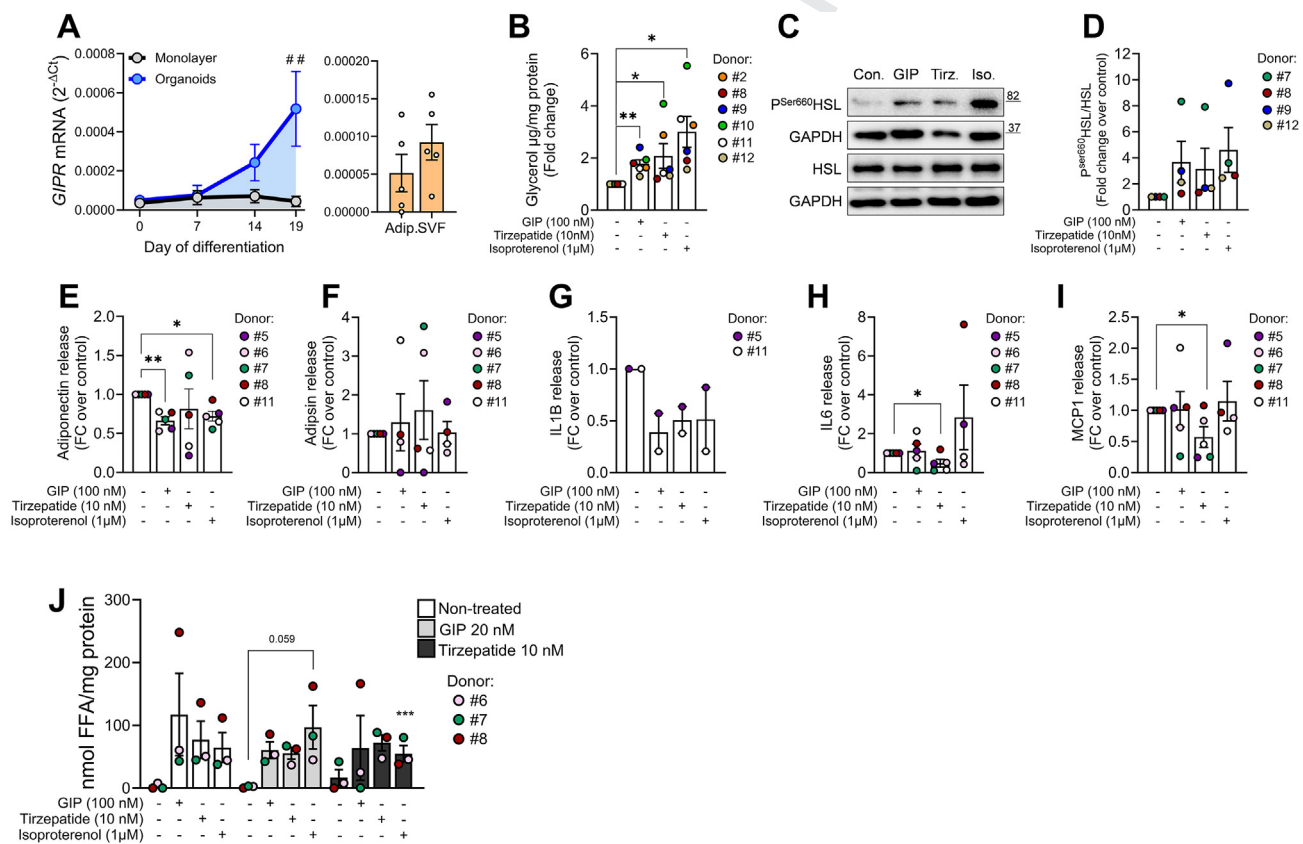 A
GIPR mRNA (2-ΔCt)
0.0008
0.0006
0.0004
0.0002
0.0000
Monolayer
Organoids
##
0 7 14 19
Day of differentiation
0.00020
0.00015
0.00010
0.00005
0.00000
Adip.SVF
B
Glycerol µg/mg protein
(Fold change)
6
4
2
0
*
*
**
Donor:
#2
#8
#9
#10
#11
#12
GIP (100 nM) - + - -
Tirzepatide (10nM) - - + -
Isoproterenol (1µM) - - - +
C
Con. GIP Tirz. Iso.
PSer660HSL 82
GAPDH 37
HSL
GAPDH
D
Pser660HSL/HSL
(Fold change over control)
12
10
8
6
4
2
0
Donor:
#7
#8
#9
#12
GIP (100 nM) - + - -
Tirzepatide (10 nM) - - + -
Isoproterenol (1µM) - - - +
E
Adiponectin release
(FC over control)
2.0
1.5
1.0
0.5
0.0
*
**
Donor:
#5
#6
#7
#8
#11
GIP (100 nM) - + - -
Tirzepatide (10 nM) - - + -
Isoproterenol (1µM) - - - +
F
Adipsin release
(FC over control)
4
3
2
1
0
Donor:
#5
#6
#7
#8
#11
GIP (100 nM) - + - -
Tirzepatide (10 nM) - - + -
Isoproterenol (1µM) - - - +
G
IL1B release
(FC over control)
1.5
1.0
0.5
0.0
Donor:
#5
#11
GIP (100 nM) - + - -
Tirzepatide (10 nM) - - + -
Isoproterenol (1µM) - - - +
H
IL6 release
(FC over control)
8
6
4
2
0
*
Donor:
#5
#6
#7
#8
#11
GIP (100 nM) - + - -
Tirzepatide (10 nM) - - + -
Isoproterenol (1µM) - - - +
I
MCP1 release
(FC over control)
2.5
2.0
1.5
1.0
0.5
0.0
*
Donor:
#5
#6
#7
#8
#11
GIP (100 nM) - + - -
Tirzepatide (10 nM) - - + -
Isoproterenol (1µM) - - - +
J
nmol FFA/mg protein
300
200
100
0
0.059
***
Non-treated
GIP 20 nM
Tirzepatide 10 nM
Donor:
#6
#7
#8
GIP (100 nM) - + - - - + - - - + - -
Tirzepatide (10 nM) - - + - - - + - - - + -
Isoproterenol (1µM) - - - + - - - + - - - +